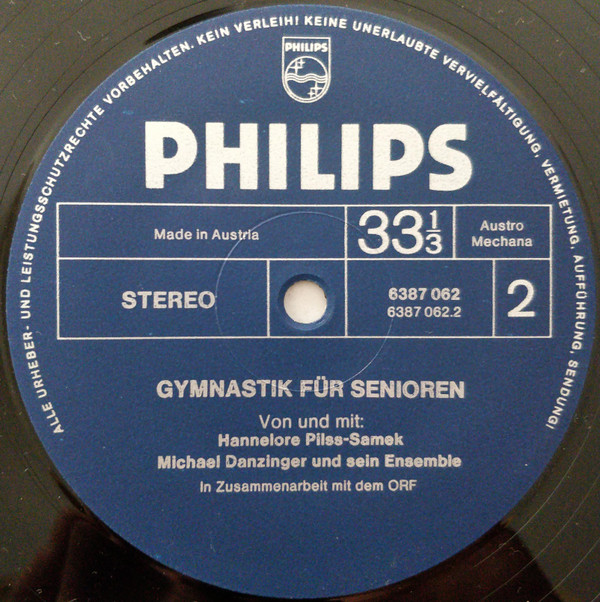 ALLE URHEBER- UND LEISTUNGSSCHUTZRECHTE VORBEHALTEN. KEIN VERLEIH! KEINE UNERLAUBTE VERVIELFÄLTIGUNG, VERMIETUNG, AUFFÜHRUNG, SENDUNG!
PHILIPS
PHILIPS
Made in Austria
33 1/3
Austro
Mechana
STEREO
6387 062
6387 062.2
2
GYMNASTIK FÜR SENIOREN
Von und mit:
Hannelore Pilss-Samek
Michael Danzinger und sein Ensemble
In Zusammenarbeit mit dem ORF